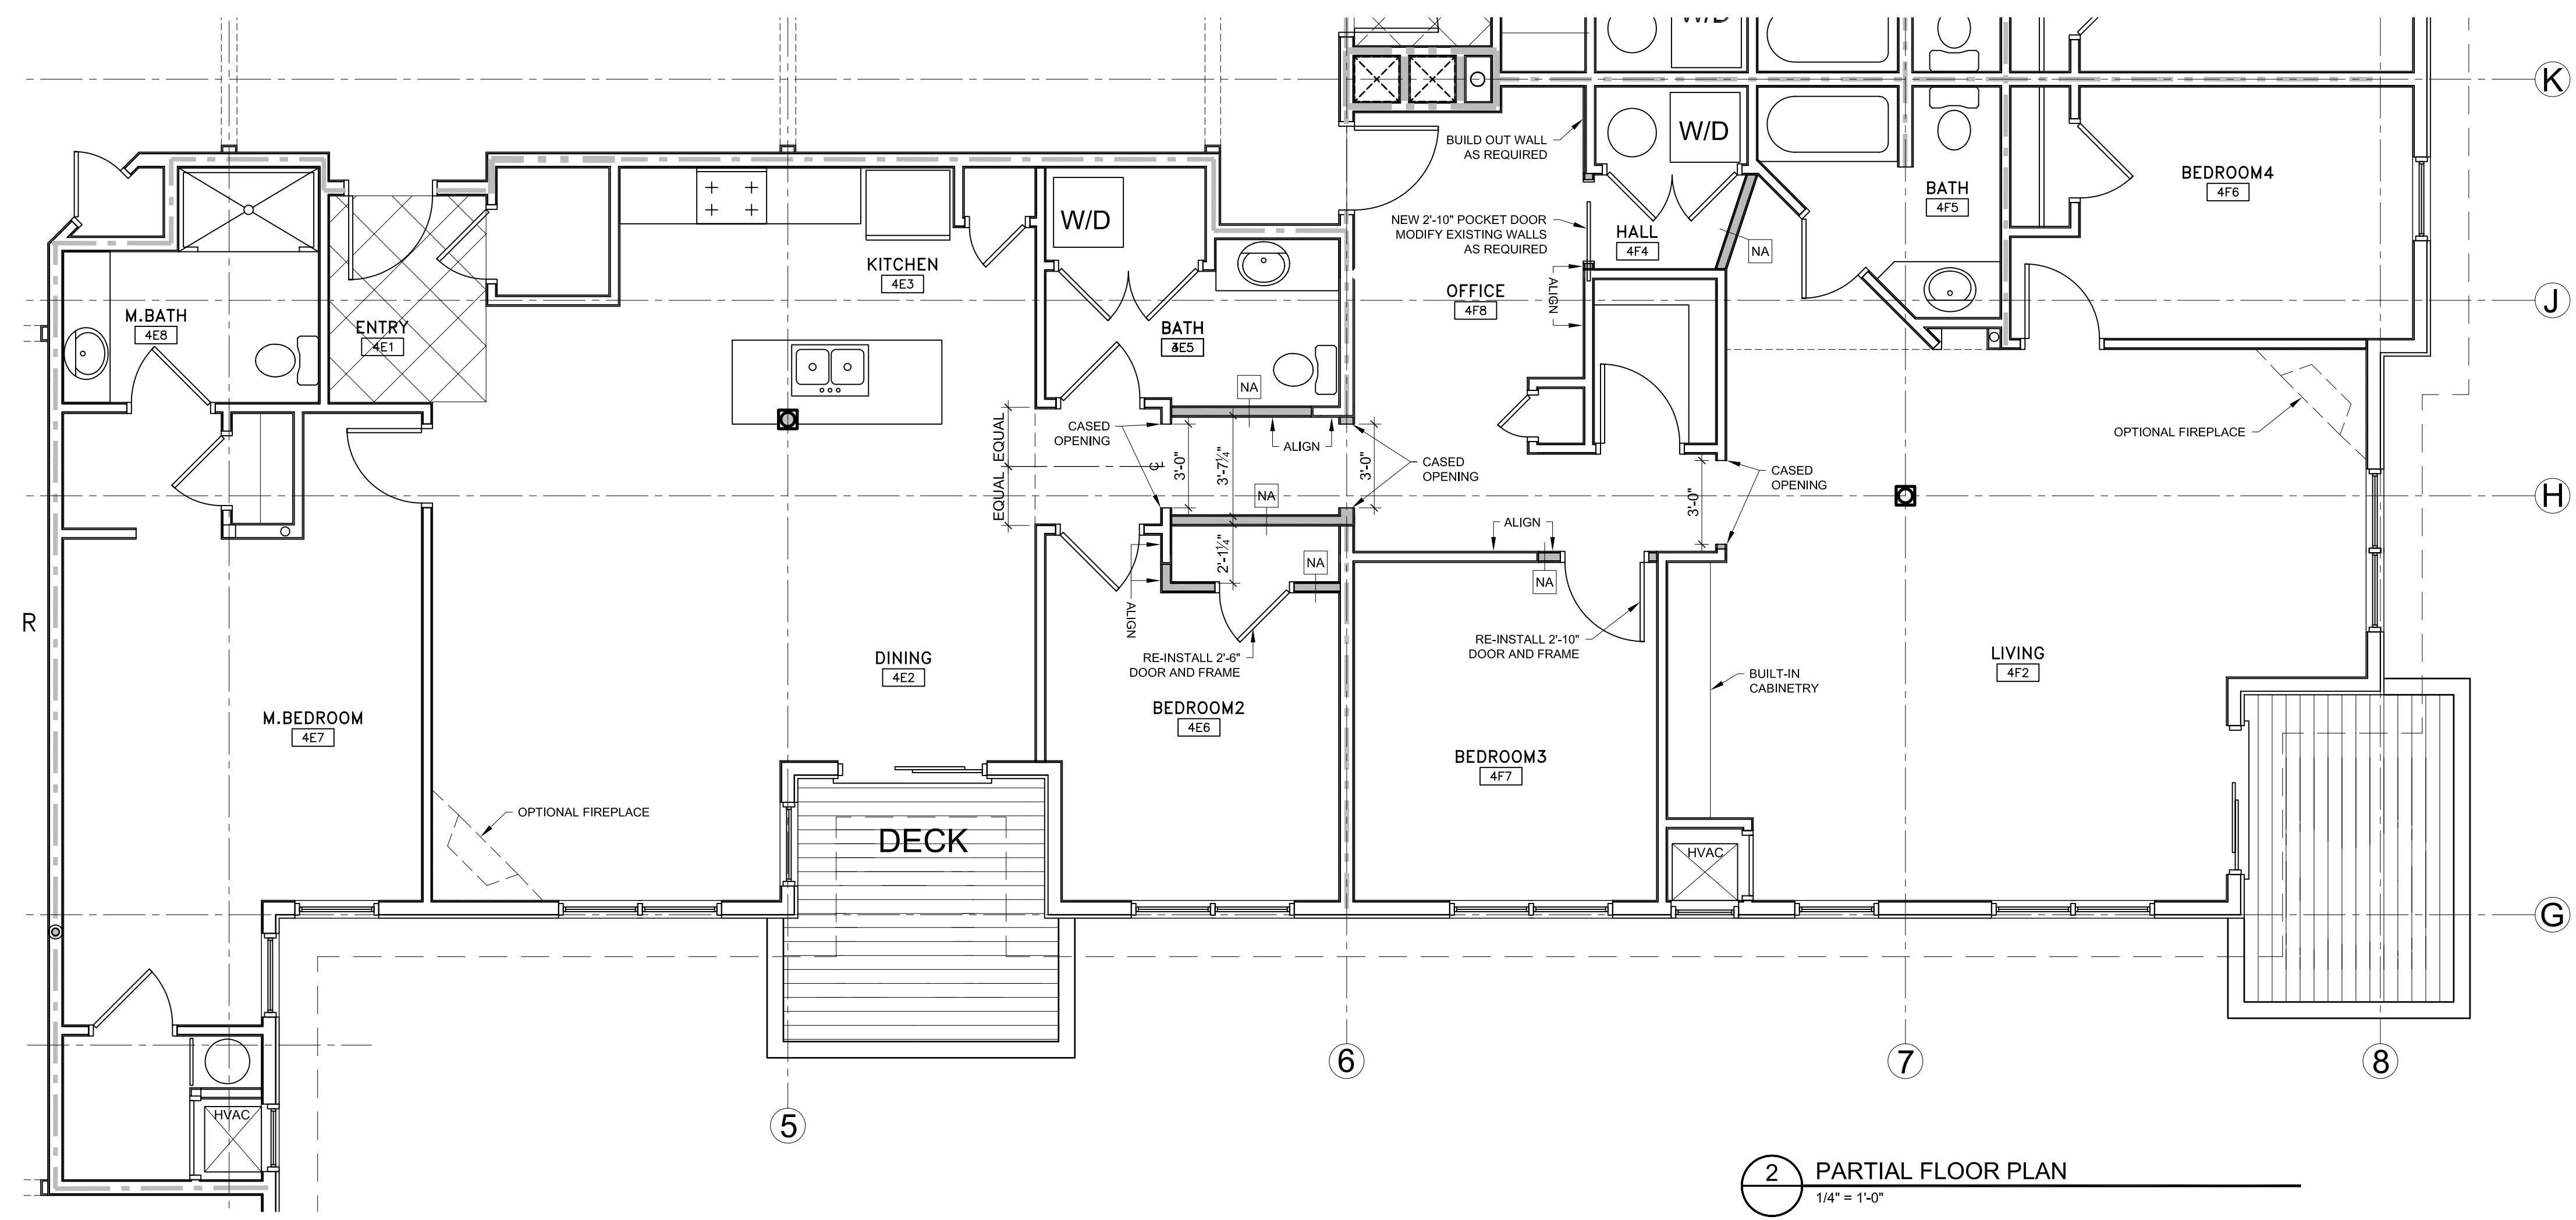 W/D
K
BUILD OUT WALL
AS REQUIRED
W/D
BEDROOM4
4F6
BATH
4F5
NEW 2'-10" POCKET DOOR
MODIFY EXISTING WALLS
AS REQUIRED
HALL
4F4
NA
W/D
KITCHEN
4E3
ALIGN
OFFICE
4F8
J
M.BATH
4E8
ENTRY
4E1
BATH
NA
OPTIONAL FIREPLACE
EQUAL EQUAL
CASED
OPENING
3'-0"
3'-7¼"
ALIGN
3'-0"
CASED
OPENING
3'-0"
CASED
OPENING
NA
H
2'-1¼"
NA
ALIGN
NA
ALIGN
R
RE-INSTALL 2'-6"
DOOR AND FRAME
RE-INSTALL 2'-10"
DOOR AND FRAME
DINING
4E2
LIVING
4F2
BUILT-IN
CABINETRY
M.BEDROOM
4E7
BEDROOM2
4E6
BEDROOM3
4F7
OPTIONAL FIREPLACE
DECK
HVAC
G
6
7
8
HVAC
5
2
PARTIAL FLOOR PLAN
1/4" = 1'-0"